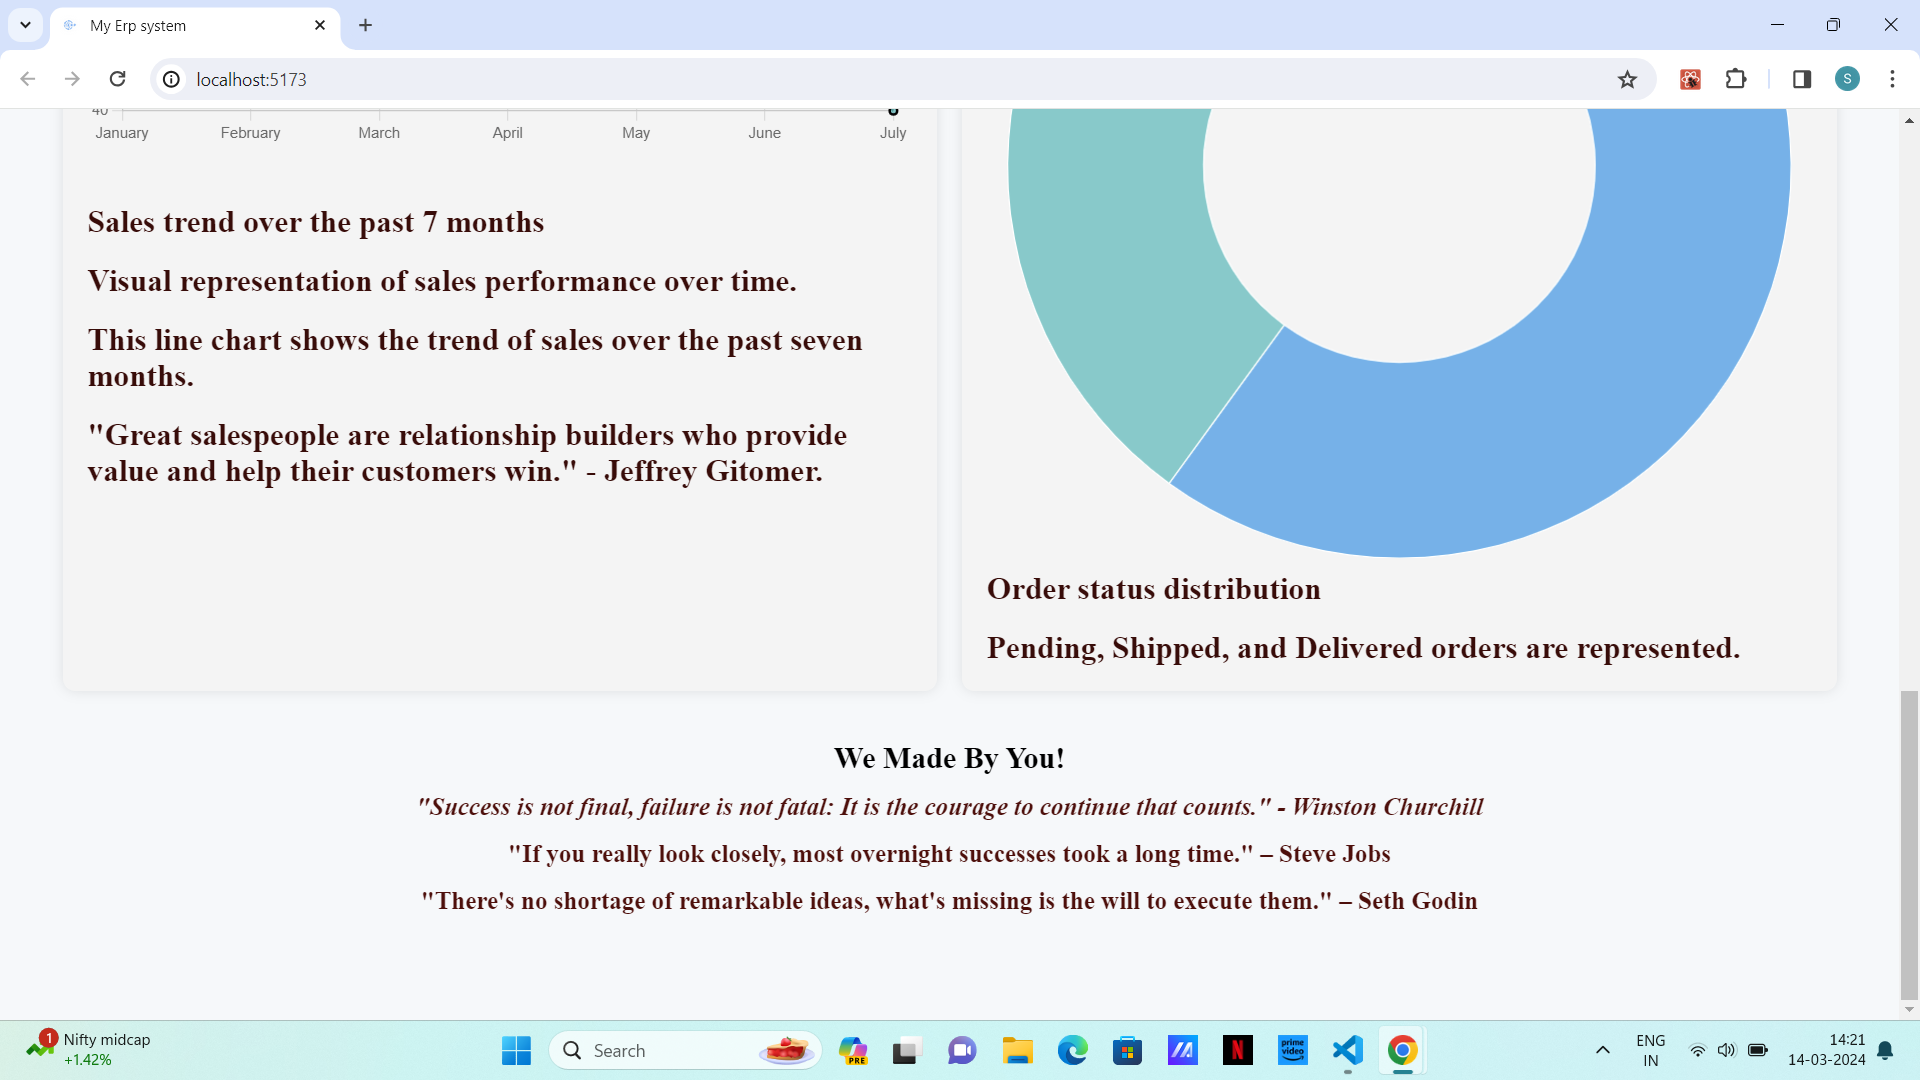 My Erp system
localhost:5173
S
40
January February March April May June July
Sales trend over the past 7 months
Visual representation of sales performance over time.
This line chart shows the trend of sales over the past seven
months.
"Great salespeople are relationship builders who provide
value and help their customers win." - Jeffrey Gitomer.
Order status distribution
Pending, Shipped, and Delivered orders are represented.
We Made By You!
"Success is not final, failure is not fatal: It is the courage to continue that counts." - Winston Churchill
"If you really look closely, most overnight successes took a long time." – Steve Jobs
"There's no shortage of remarkable ideas, what's missing is the will to execute them." – Seth Godin
1
Nifty midcap
+1.42%
Search
PRE
N
prime
video
ENG
IN
14:21
14-03-2024